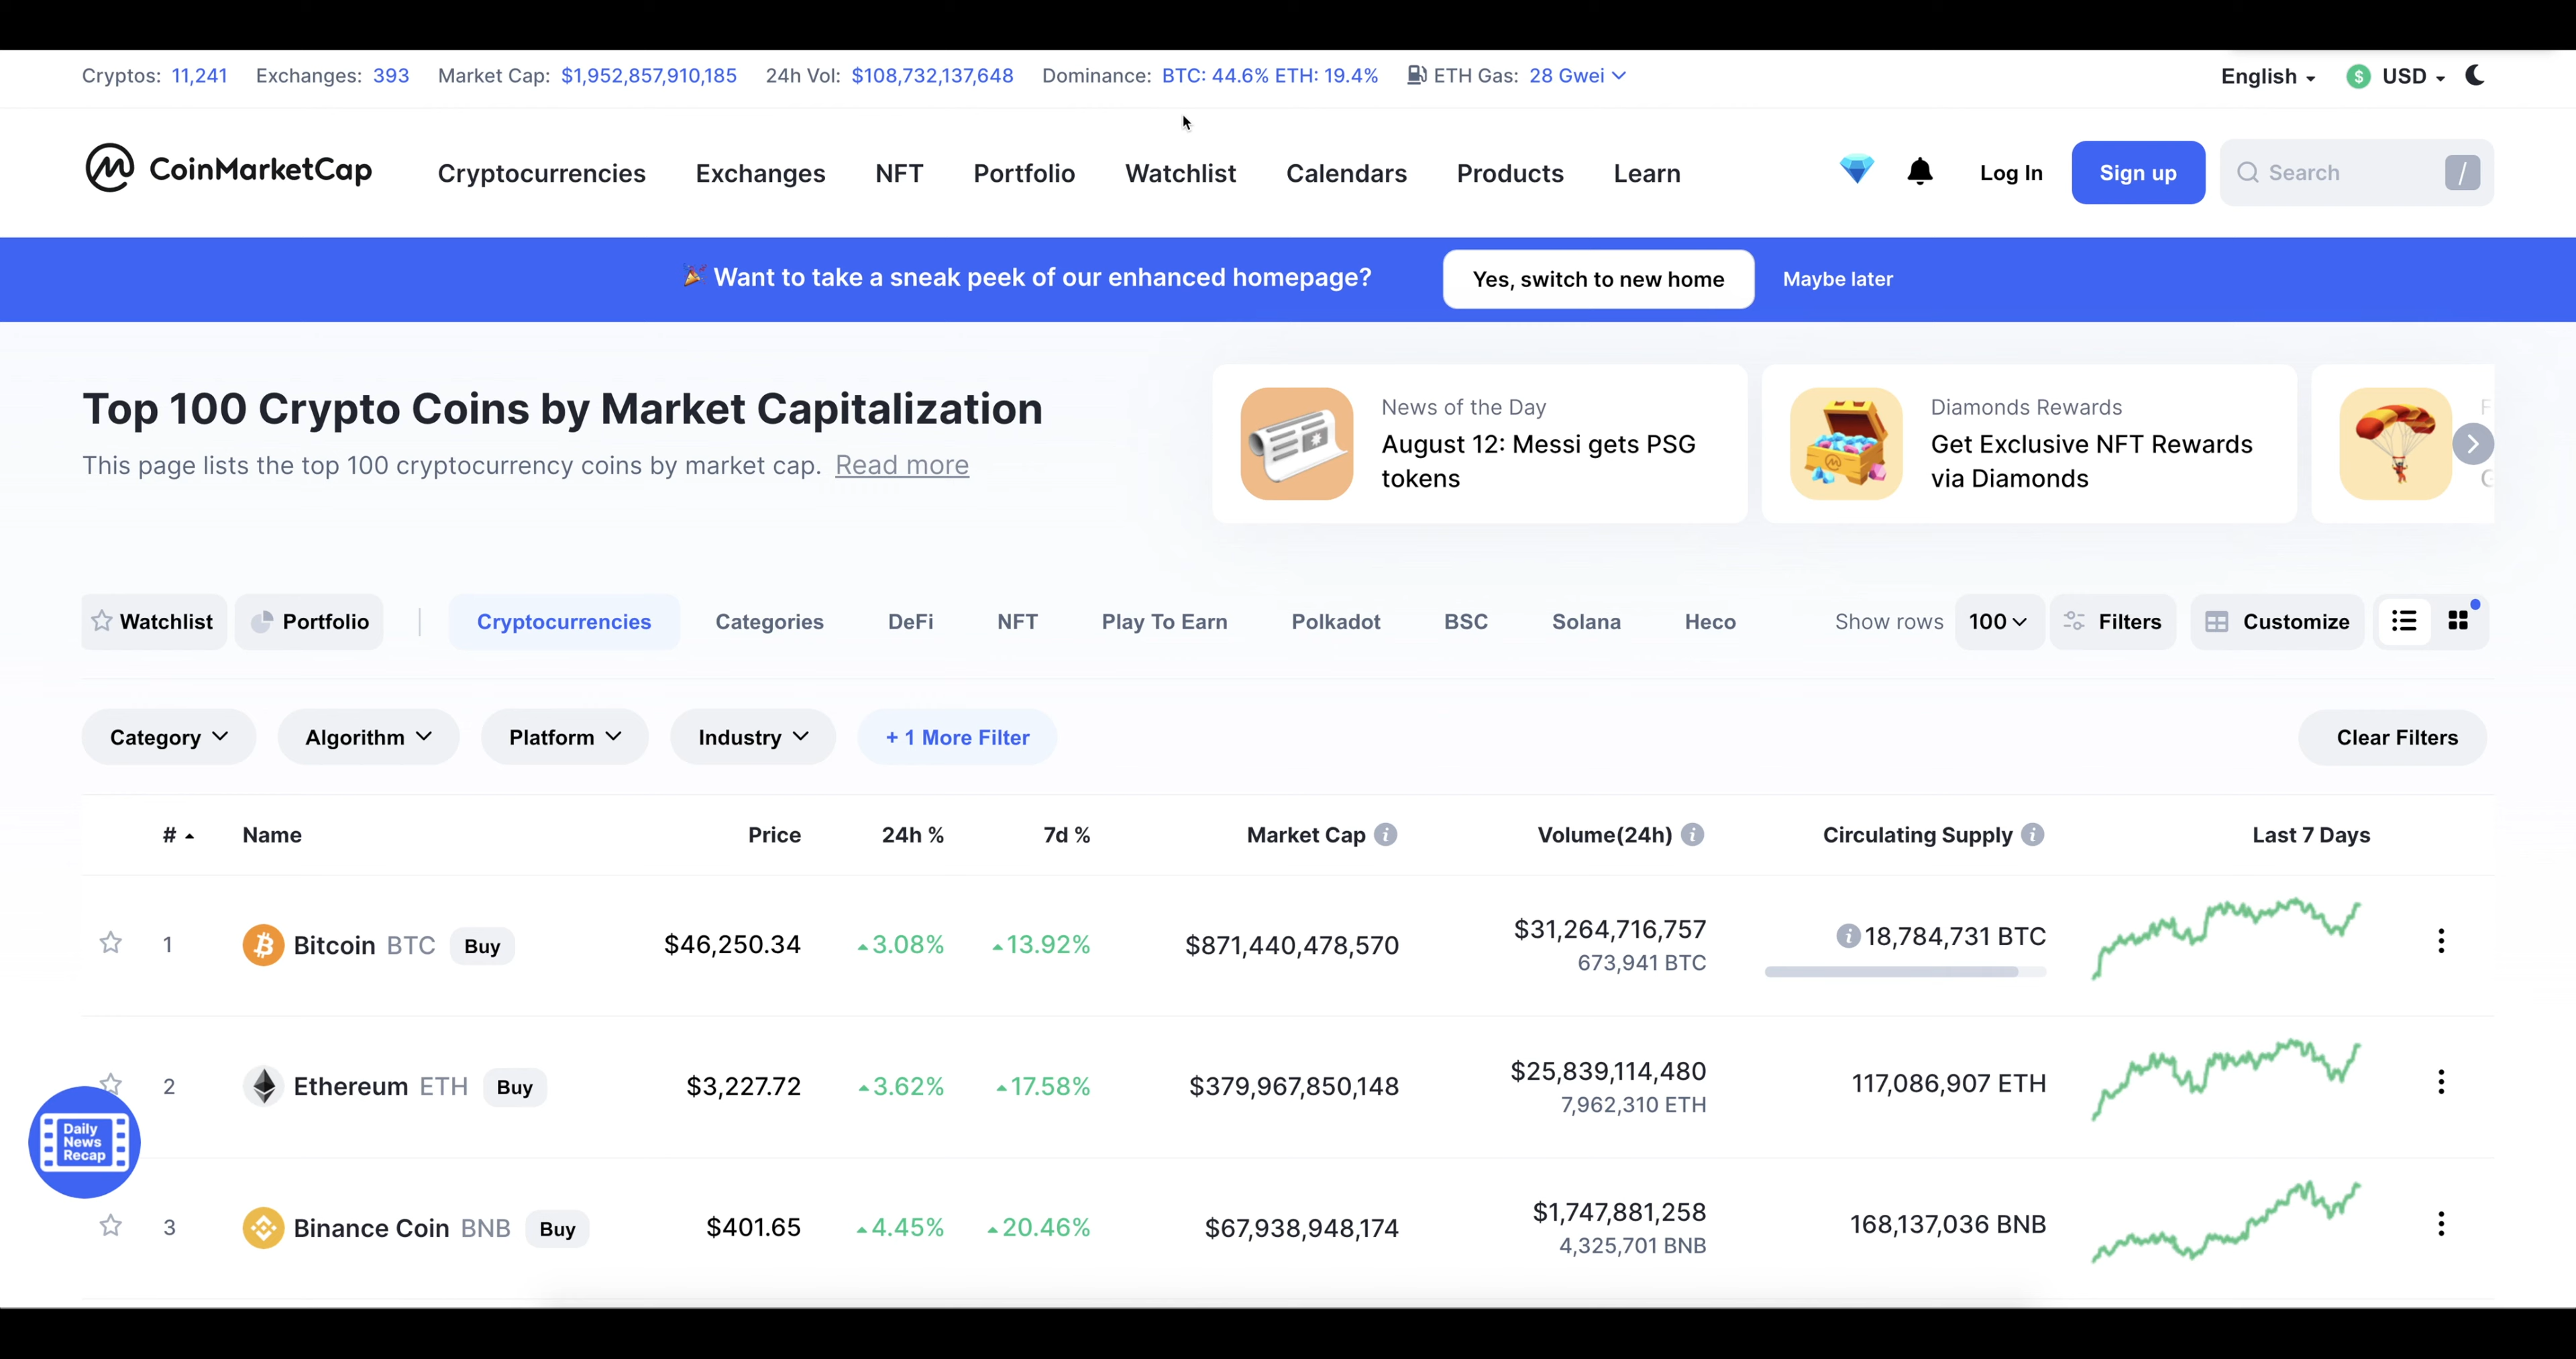 Cryptos: 11,241 Exchanges: 393 Market Cap: $1,952,857,910,185 24h Vol: $108,732,137,648 Dominance: BTC: 44.6% ETH: 19.4% ETH Gas: 28 Gwei English $ USD
CoinMarketCap Cryptocurrencies Exchanges NFT Portfolio Watchlist Calendars Products Learn Log In Sign up Search /
Want to take a sneak peek of our enhanced homepage? Yes, switch to new home Maybe later
Top 100 Crypto Coins by Market Capitalization
This page lists the top 100 cryptocurrency coins by market cap. Read more
News of the Day
August 12: Messi gets PSG
tokens
Diamonds Rewards
Get Exclusive NFT Rewards
via Diamonds
Watchlist Portfolio Cryptocurrencies Categories DeFi NFT Play To Earn Polkadot BSC Solana Heco Show rows 100 Filters Customize
Category Algorithm Platform Industry + 1 More Filter Clear Filters
# Name Price 24h % 7d % Market Cap Volume(24h) Circulating Supply Last 7 Days
1 Bitcoin BTC Buy $46,250.34 3.08% 13.92% $871,440,478,570 $31,264,716,757 18,784,731 BTC
673,941 BTC
2 Ethereum ETH Buy $3,227.72 3.62% 17.58% $379,967,850,148 $25,839,114,480 117,086,907 ETH
7,962,310 ETH
Daily
News
Recap
3 Binance Coin BNB Buy $401.65 4.45% 20.46% $67,938,948,174 $1,747,881,258 168,137,036 BNB
4,325,701 BNB